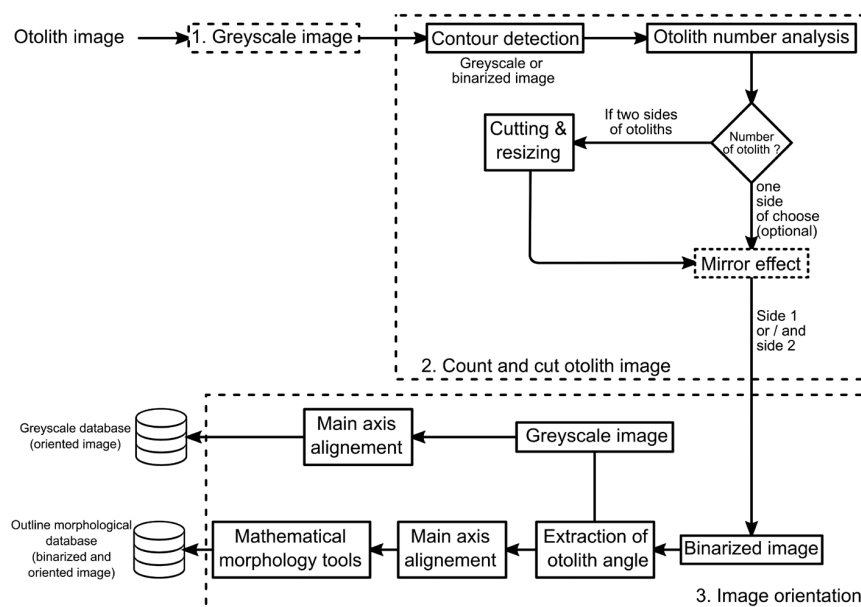 Otolith image
1. Greyscale image
Contour detection
Otolith number analysis
Greyscale or
binarized image
If two sides
of otoliths
Cutting &
resizing
Number
of otolith ?
one
side
of choose
(optional)
Mirror effect
Side 1
or / and
side 2
2. Count and cut otolith image
Greyscale database
(oriented image)
Main axis
alignement
Greyscale image
Outline morphological
database
(binarized and
oriented image)
Mathematical
morphology tools
Main axis
alignement
Extraction of
otolith angle
Binarized image
3. Image orientation